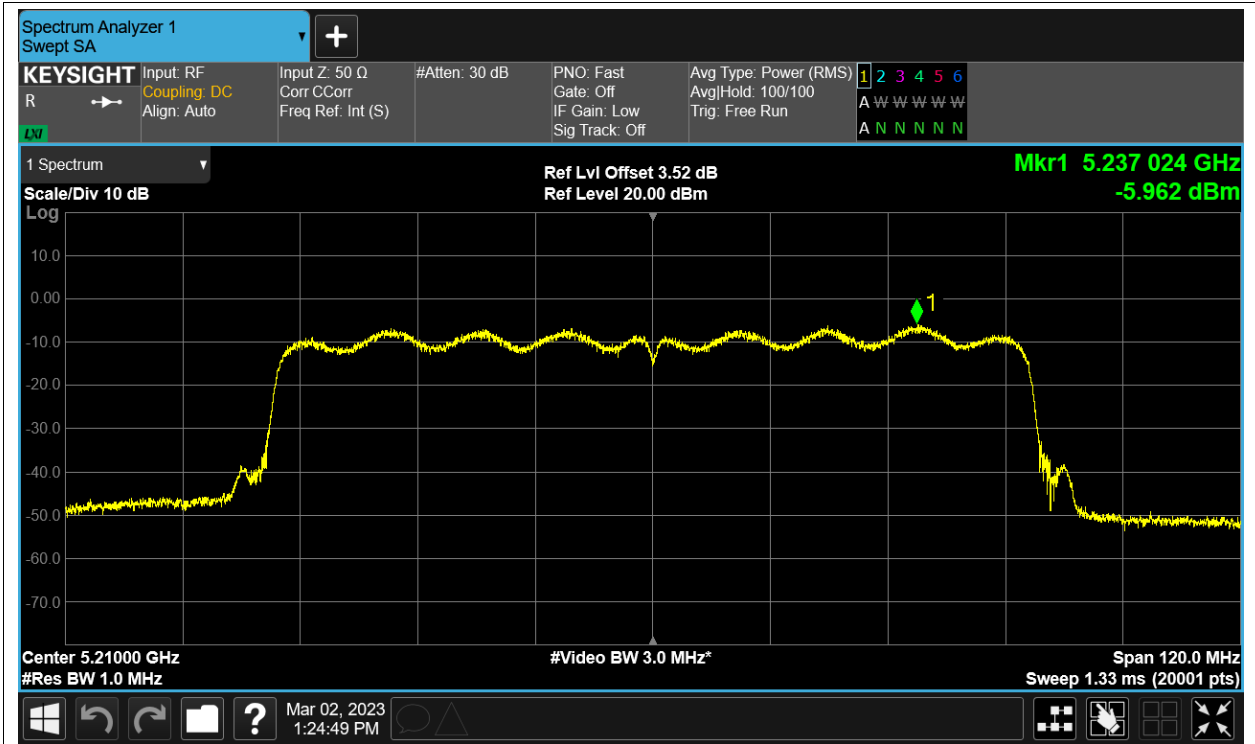 Spectrum Analyzer 1
Swept SA
KEYSIGHT
R
LXI
Input: RF
Coupling: DC
Align: Auto
Input Z: 50 Ω
Corr CCorr
Freq Ref: Int (S)
#Atten: 30 dB
PNO: Fast
Gate: Off
IF Gain: Low
Sig Track: Off
Avg Type: Power (RMS)
Avg|Hold: 100/100
Trig: Free Run
1 2 3 4 5 6
A W W W W W
A N N N N N
1 Spectrum
Scale/Div 10 dB
Log
Ref Lvl Offset 3.52 dB
Ref Level 20.00 dBm
Mkr1 5.237 024 GHz
-5.962 dBm
10.0
0.00
1
-10.0
-20.0
-30.0
-40.0
-50.0
-60.0
-70.0
Center 5.21000 GHz
#Video BW 3.0 MHz*
Span 120.0 MHz
#Res BW 1.0 MHz
Sweep 1.33 ms (20001 pts)
?
Mar 02, 2023
1:24:49 PM